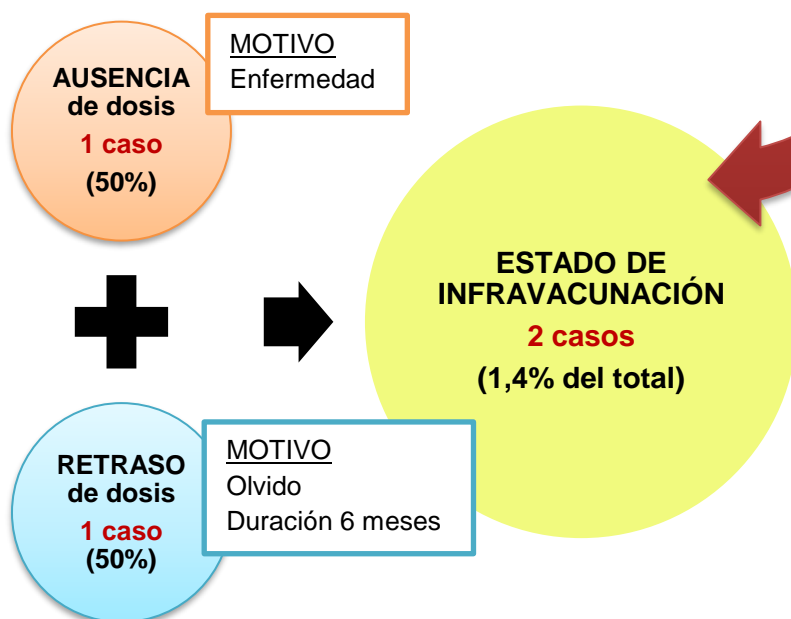 AUSENCIA
de dosis
1 caso
(50%)
MOTIVO
Enfermedad
RETRASO
de dosis
1 caso
(50%)
MOTIVO
Olvido
Duración 6 meses
ESTADO DE
INFRAVACUNACIÓN
2 casos
(1,4% del total)